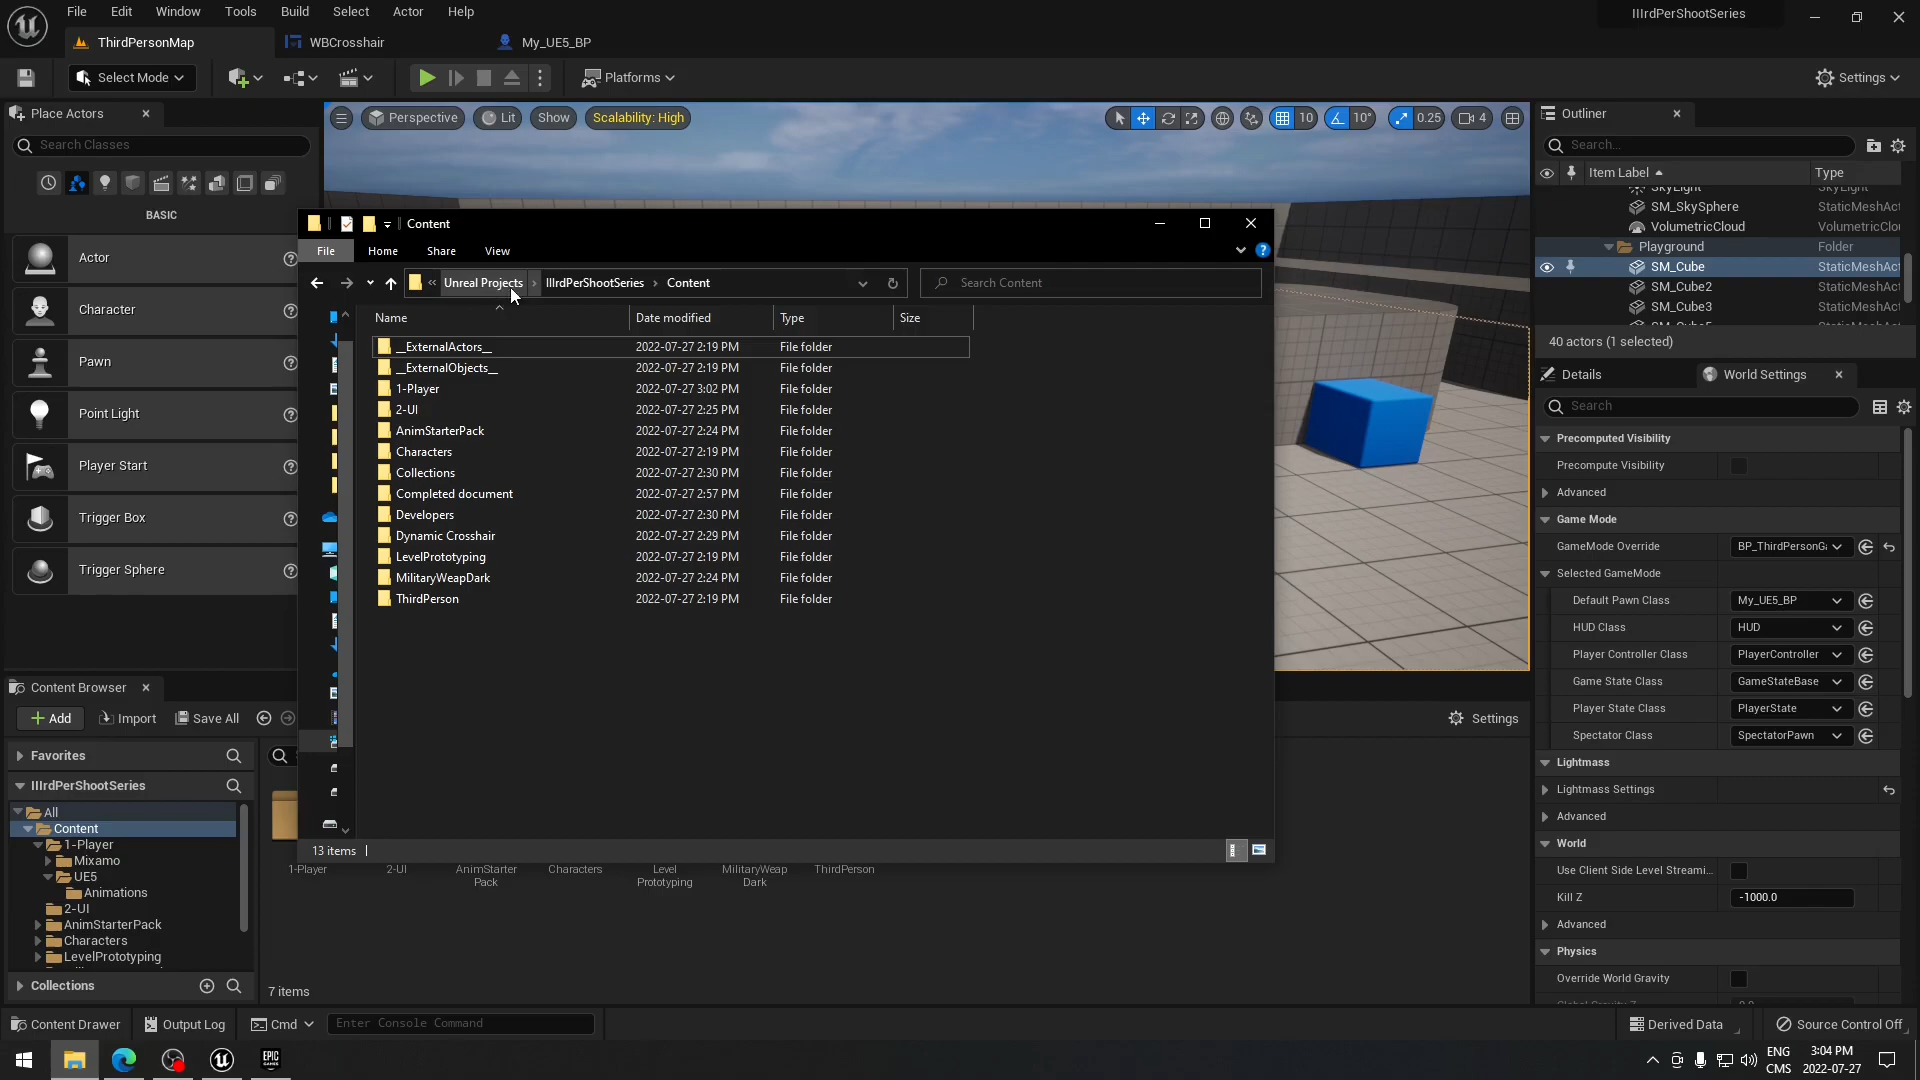 File Edit Window Tools Build Select Actor Help
IIIrdPerShootSeries
ThirdPersonMap
WBCrosshair
My_UE5_BP
Select Mode
Platforms
Settings
Place Actors
Search Classes
BASIC
Actor
Character
Pawn
Point Light
Player Start
Trigger Box
Trigger Sphere
Perspective
Lit
Show
Scalability: High
10
10°
0.25
4
Content
File Home Share View
Unreal Projects
IIIrdPerShootSeries
Content
Search Content
Name Date modified Type Size
__ExternalActors__ 2022-07-27 2:19 PM File folder
__ExternalObjects__ 2022-07-27 2:19 PM File folder
1-Player 2022-07-27 3:02 PM File folder
2-UI 2022-07-27 2:25 PM File folder
AnimStarterPack 2022-07-27 2:24 PM File folder
Characters 2022-07-27 2:19 PM File folder
Collections 2022-07-27 2:30 PM File folder
Completed document 2022-07-27 2:57 PM File folder
Developers 2022-07-27 2:30 PM File folder
Dynamic Crosshair 2022-07-27 2:29 PM File folder
LevelPrototyping 2022-07-27 2:19 PM File folder
MilitaryWeapDark 2022-07-27 2:24 PM File folder
ThirdPerson 2022-07-27 2:19 PM File folder
13 items
Outliner
Search...
Item Label Type
SkyLight SkyLight
SM_SkySphere StaticMeshAct
VolumetricCloud VolumetricClou
Playground Folder
SM_Cube StaticMeshAct
SM_Cube2 StaticMeshAct
SM_Cube3 StaticMeshAct
40 actors (1 selected)
Details
World Settings
Search
Precomputed Visibility
Precompute Visibility
Advanced
Game Mode
GameMode Override BP_ThirdPersonGa
Selected GameMode
Default Pawn Class My_UE5_BP
HUD Class HUD
Player Controller Class PlayerController
Game State Class GameStateBase
Player State Class PlayerState
Spectator Class SpectatorPawn
Lightmass
Lightmass Settings
Advanced
World
Use Client Side Level Streami...
Kill Z -1000.0
Advanced
Physics
Override World Gravity
Content Browser
Add
Import
Save All
Settings
Favorites
IIIrdPerShootSeries
All
Content
1-Player
Mixamo
UE5
Animations
2-UI
AnimStarterPack
Characters
LevelPrototyping
Collections
1-Player
2-UI
AnimStarter
Pack
Characters
Level
Prototyping
MilitaryWeap
Dark
ThirdPerson
7 items
Content Drawer
Output Log
Cmd
Enter Console Command
Derived Data
Source Control Off
EPIC
GAMES
ENG
CMS
3:04 PM
2022-07-27